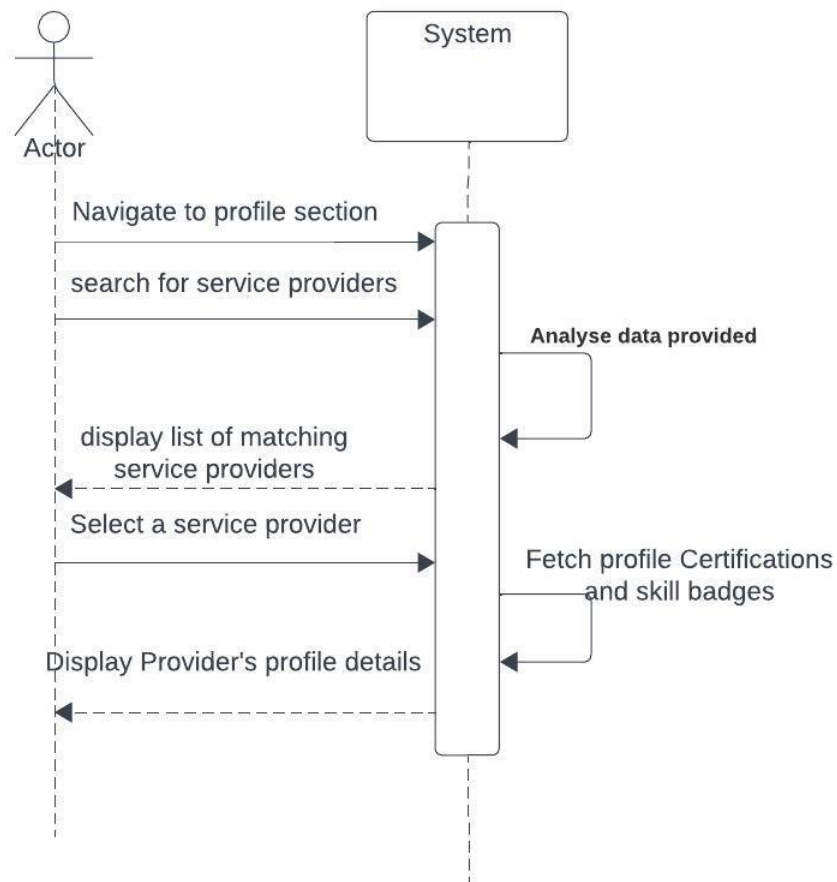 System
Actor
Navigate to profile section
search for service providers
Analyse data provided
display list of matching
service providers
Select a service provider
Fetch profile Certifications
and skill badges
Display Provider's profile details